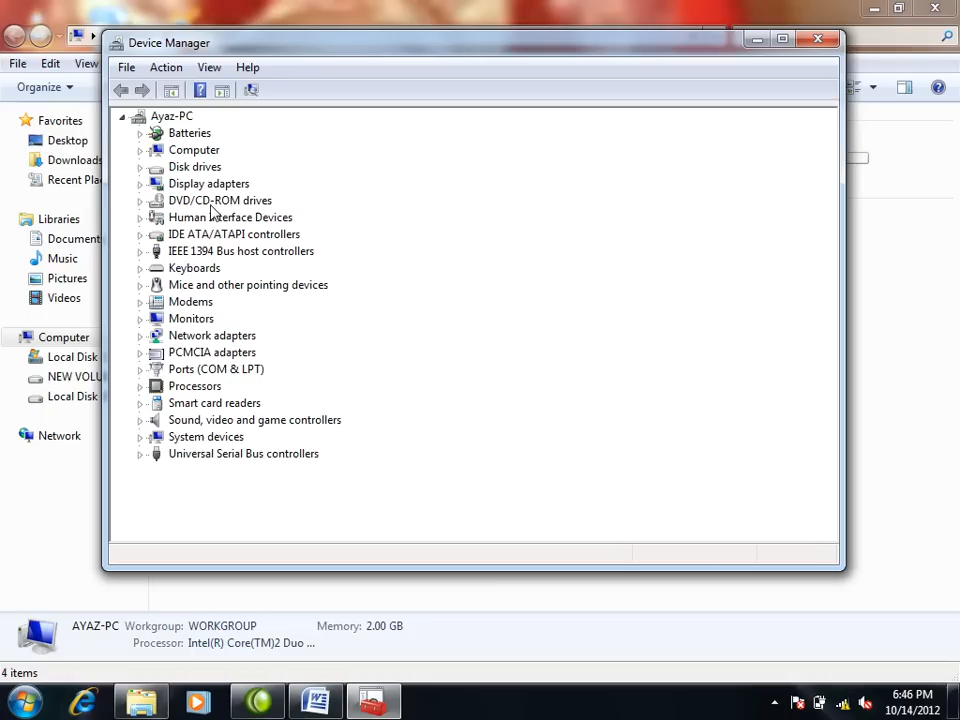 Device Manager
File Edit View
File Action View Help
Organize
Favorites
Desktop
Downloads
Recent Pla
Libraries
Document
Music
Pictures
Videos
Computer
Local Disk
NEW VOLU
Local Disk
Network
Ayaz-PC
Batteries
Computer
Disk drives
Display adapters
DVD/CD-ROM drives
Human Interface Devices
IDE ATA/ATAPI controllers
IEEE 1394 Bus host controllers
Keyboards
Mice and other pointing devices
Modems
Monitors
Network adapters
PCMCIA adapters
Ports (COM & LPT)
Processors
Smart card readers
Sound, video and game controllers
System devices
Universal Serial Bus controllers
AYAZ-PC Workgroup: WORKGROUP Memory: 2.00 GB
Processor: Intel(R) Core(TM)2 Duo ...
4 items
6:46 PM
10/14/2012